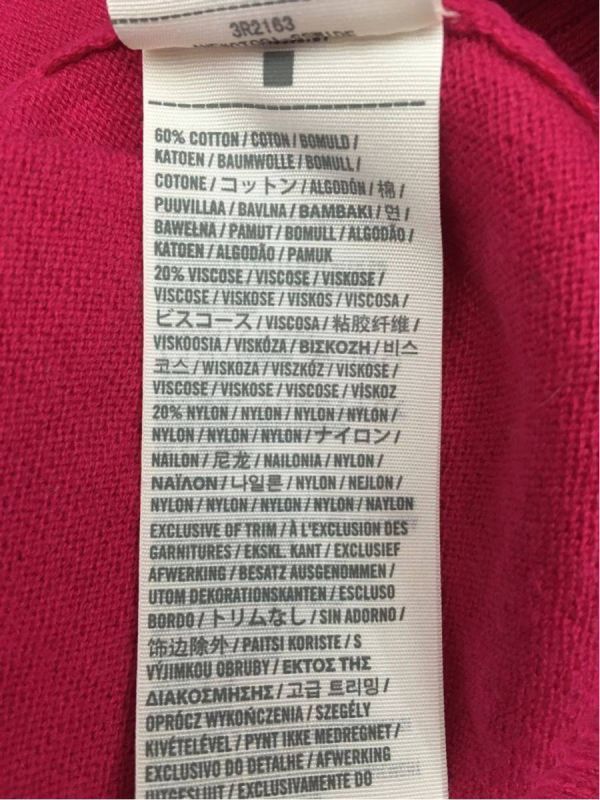 3R2163
60% COTTON / COTON / BOMULD /
KATOEN / BAUMWOLLE / BOMULL /
COTONE / コットン / ALGODÓN / 棉 /
PUUVILLAA / BAVLNA / BAMBAKI / 면 /
BAWEŁNA / PAMUT / BOMULL / ALGODÃO /
KATOEN / ALGODÃO / PAMUK
20% VISCOSE / VISCOSE / VISKOSE /
VISCOSE / VISKOSE / VISKOS / VISCOSA /
ビスコース / VISCOSA / 粘胶纤维 /
VISKOOSIA / VISKÓZA / ΒΙΣΚΟΖΗ / 비스
코스 / WISKOZA / VISZKÓZ / VISKOSE /
VISCOSE / VISKOSE / VISCOSE / VİSKOZ
20% NYLON / NYLON / NYLON / NYLON /
NYLON / NYLON / NYLON / ナイロン /
NAILON / 尼龙 / NAILONIA / NYLON /
ΝΑΪΛΟΝ / 나일론 / NYLON / NEJLON /
NYLON / NYLON / NYLON / NYLON / NAYLON
EXCLUSIVE OF TRIM / À L'EXCLUSION DES
GARNITURES / EKSKL. KANT / EXCLUSIEF
AFWERKING / BESATZ AUSGENOMMEN /
UTOM DEKORATIONSKANTEN / ESCLUSO
BORDO / トリムなし / SIN ADORNO /
饰边除外 / PAITSI KORISTE / S
VÝJIMKOU OBRUBY / ΕΚΤΟΣ ΤΗΣ
ΔΙΑΚΟΣΜΗΣΗΣ / 고급 트리밍 /
OPRÓCZ WYKOŃCZENIA / SZEGÉLY
KIVÉTELÉVEL / PYNT IKKE MEDREGNET /
EXCLUSIVO DO DETALHE / AFWERKING
UITGESLUIT / EXCLUSIVAMENTE DO